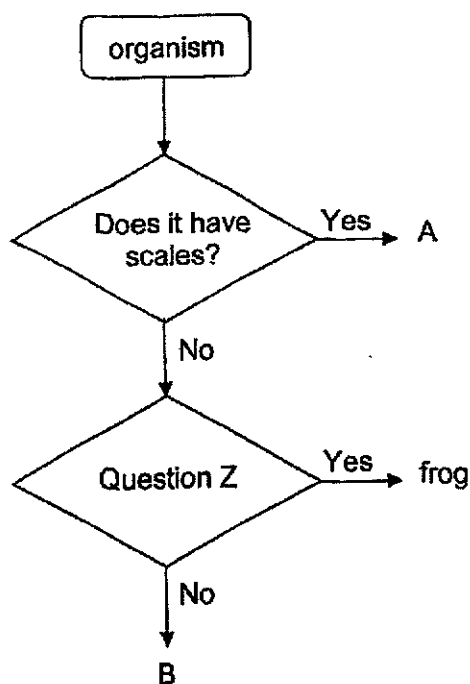 organism
Does it have
scales?
Yes
A
No
Question Z
Yes
frog
No
B